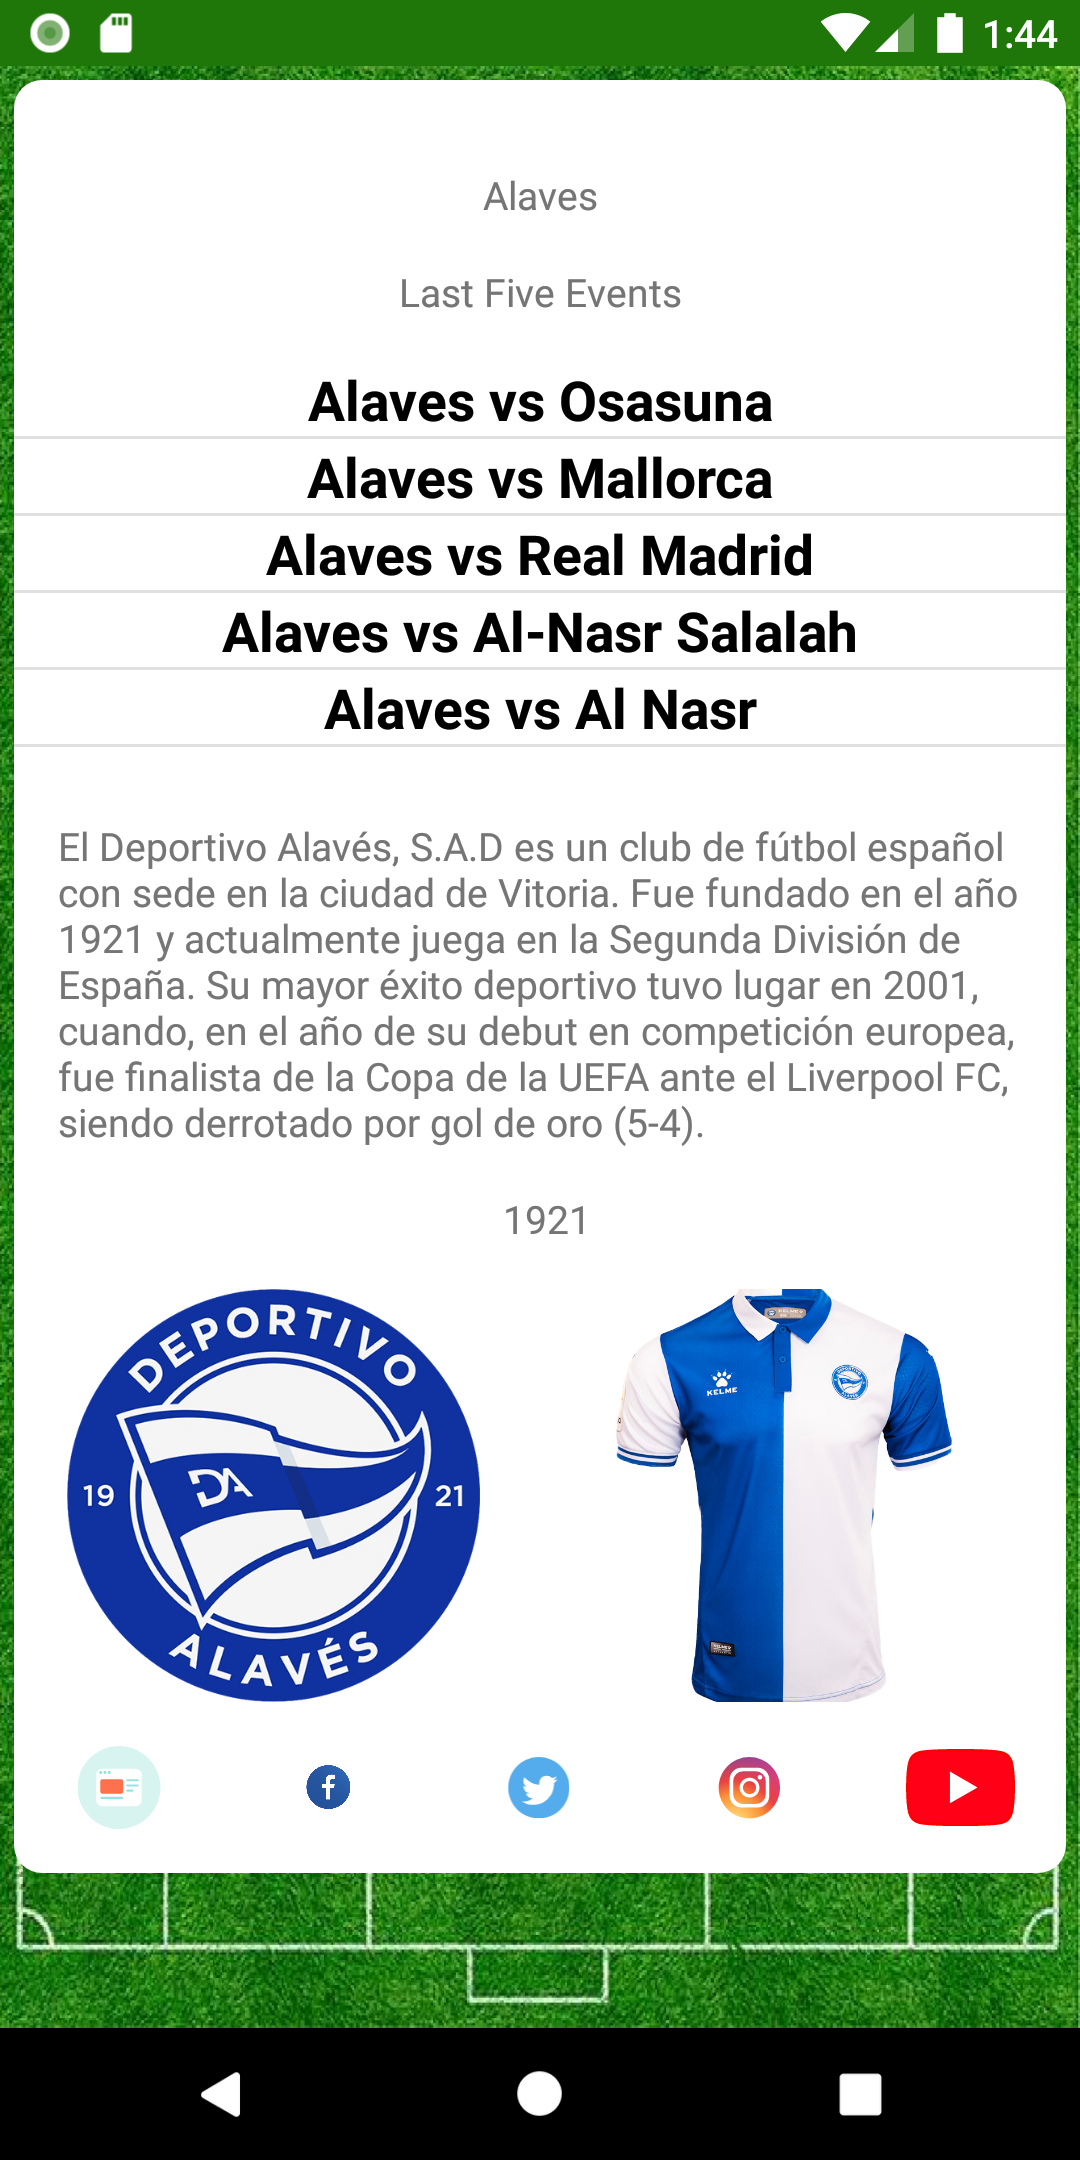 1:44
Alaves
Last Five Events
Alaves vs Osasuna
Alaves vs Mallorca
Alaves vs Real Madrid
Alaves vs Al-Nasr Salalah
Alaves vs Al Nasr
El Deportivo Alavés, S.A.D es un club de fútbol español
con sede en la ciudad de Vitoria. Fue fundado en el año
1921 y actualmente juega en la Segunda División de
España. Su mayor éxito deportivo tuvo lugar en 2001,
cuando, en el año de su debut en competición europea,
fue finalista de la Copa de la UEFA ante el Liverpool FC,
siendo derrotado por gol de oro (5-4).
1921
DEPORTIVO
19
DA
21
ALAVÉS
KELME